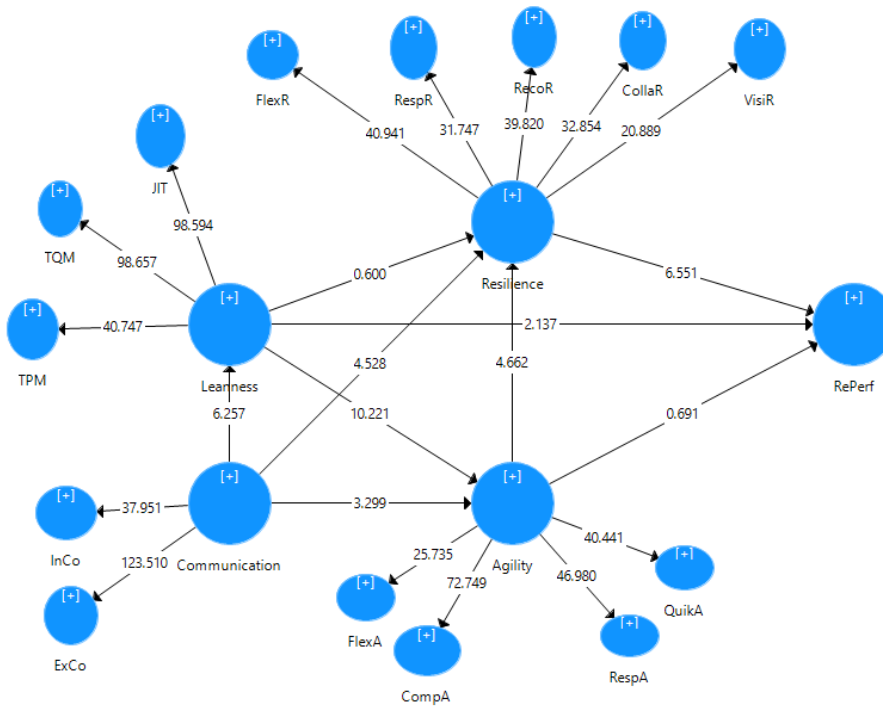 [+]
FlexR
[+]
RespR
[+]
RecoR
[+]
CollaR
[+]
VisiR
40.941
31.747
39.820
32.854
20.889
[+]
JIT
[+]
TQM
98.594
98.657
[+]
Resilience
0.600
6.551
[+]
TPM
40.747
[+]
Leanness
2.137
[+]
RePerf
4.528
4.662
6.257
10.221
0.691
[+]
Communication
3.299
[+]
Agility
[+]
InCo
37.951
123.510
[+]
ExCo
25.735
72.749
46.980
40.441
[+]
QuikA
[+]
FlexA
[+]
CompA
[+]
RespA